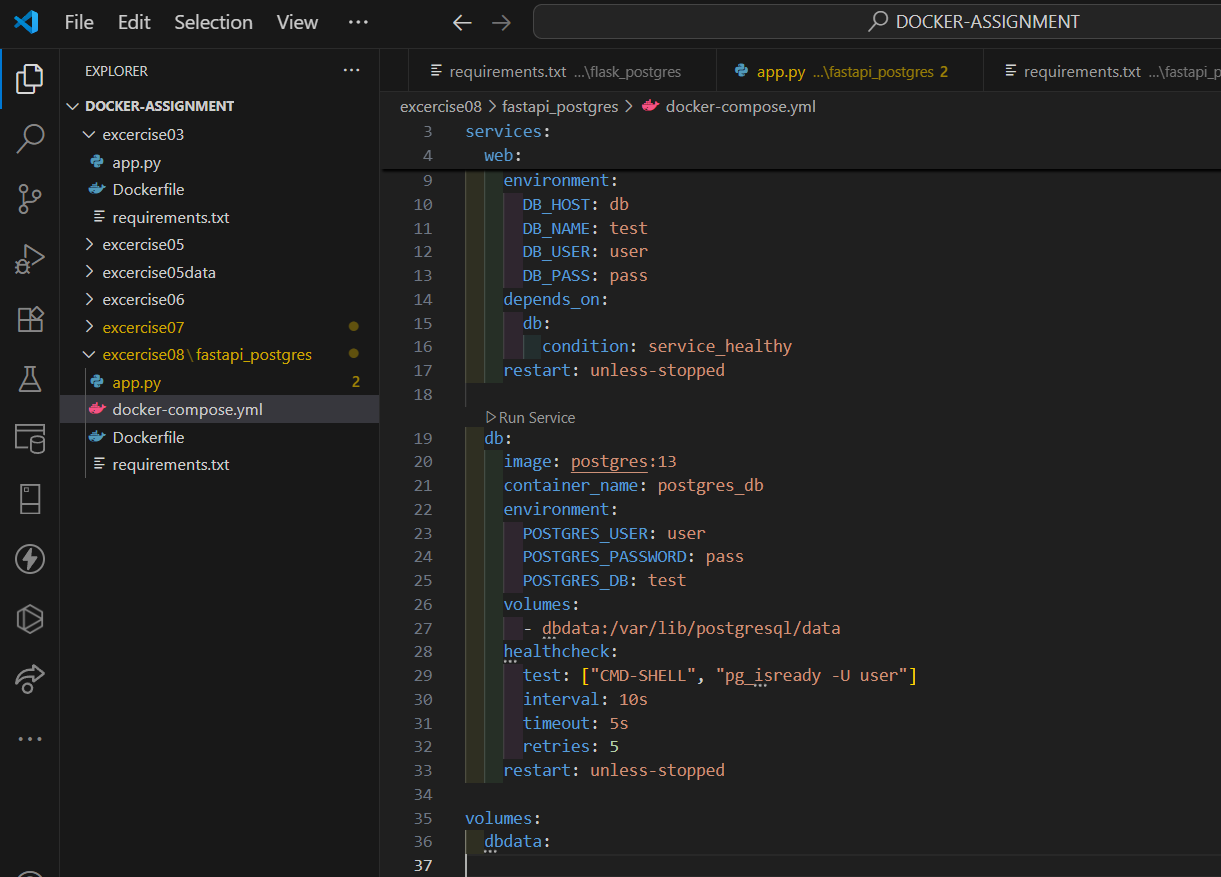 File Edit Selection View ··· DOCKER-ASSIGNMENT
EXPLORER ···
DOCKER-ASSIGNMENT
excercise03
app.py
Dockerfile
requirements.txt
excercise05
excercise05data
excercise06
excercise07
excercise08\fastapi_postgres
app.py 2
docker-compose.yml
Dockerfile
requirements.txt
requirements.txt ...\flask_postgres app.py ...\fastapi_postgres 2 requirements.txt ...\fastapi_p
excercise08 > fastapi_postgres > docker-compose.yml
3 services:
4 web:
9 environment:
10 DB_HOST: db
11 DB_NAME: test
12 DB_USER: user
13 DB_PASS: pass
14 depends_on:
15 db:
16 condition: service_healthy
17 restart: unless-stopped
18
Run Service
19 db:
20 image: postgres:13
21 container_name: postgres_db
22 environment:
23 POSTGRES_USER: user
24 POSTGRES_PASSWORD: pass
25 POSTGRES_DB: test
26 volumes:
27 - dbdata:/var/lib/postgresql/data
28 healthcheck:
29 test: ["CMD-SHELL", "pg_isready -U user"]
30 interval: 10s
31 timeout: 5s
32 retries: 5
33 restart: unless-stopped
34
35 volumes:
36 dbdata:
37